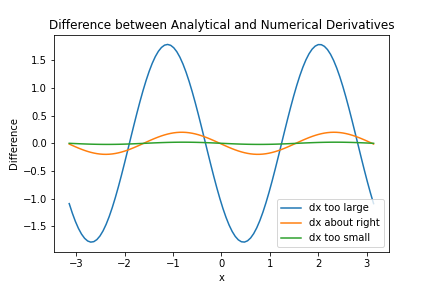 Difference between Analytical and Numerical Derivatives
1.5
1.0
0.5
0.0
−0.5
−1.0
−1.5
Difference
−3
−2
−1
0
1
2
3
x
dx too large
dx about right
dx too small